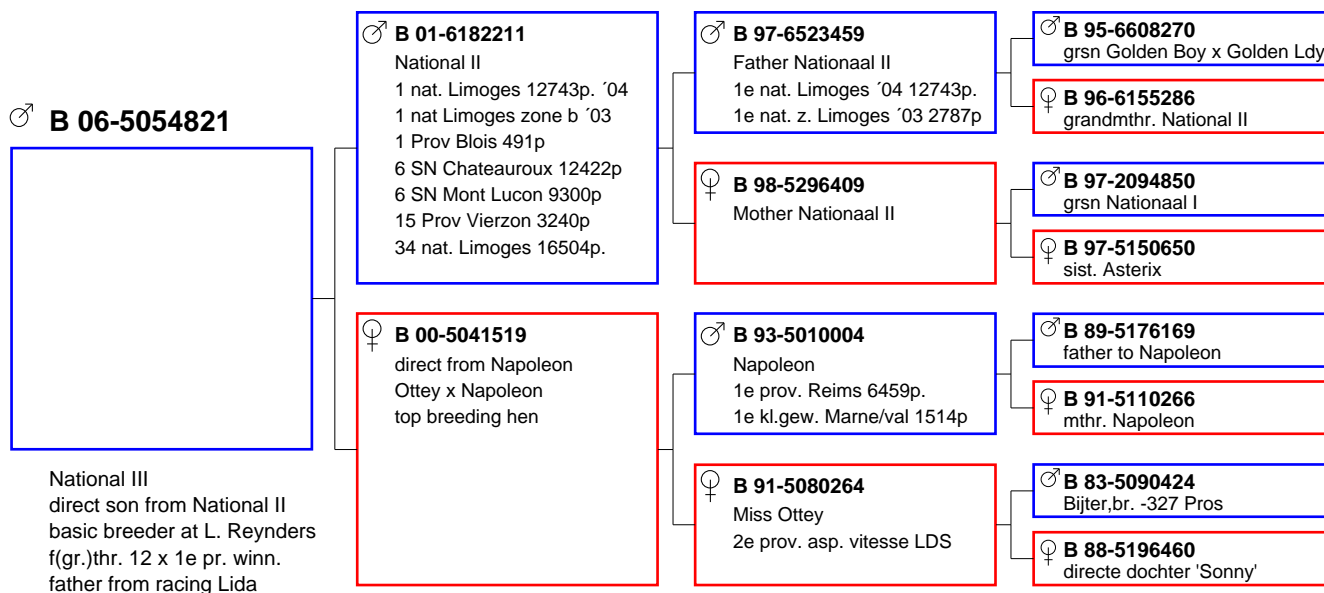 B 06-5054821
National III
direct son from National II
basic breeder at L. Reynders
f(gr.)thr. 12 x 1e pr. winn.
father from racing Lida
B 01-6182211
National II
1 nat. Limoges 12743p. ´04
1 nat Limoges zone b ´03
1 Prov Blois 491p
6 SN Chateauroux 12422p
6 SN Mont Lucon 9300p
15 Prov Vierzon 3240p
34 nat. Limoges 16504p.
B 00-5041519
direct from Napoleon
Ottey x Napoleon
top breeding hen
B 97-6523459
Father Nationaal II
1e nat. Limoges ´04 12743p.
1e nat. z. Limoges ´03 2787p
B 98-5296409
Mother Nationaal II
B 93-5010004
Napoleon
1e prov. Reims 6459p.
1e kl.gew. Marne/val 1514p
B 91-5080264
Miss Ottey
2e prov. asp. vitesse LDS
B 95-6608270
grsn Golden Boy x Golden Ldy
B 96-6155286
grandmthr. National II
B 97-2094850
grsn Nationaal I
B 97-5150650
sist. Asterix
B 89-5176169
father to Napoleon
B 91-5110266
mthr. Napoleon
B 83-5090424
Bijter,br. -327 Pros
B 88-5196460
directe dochter 'Sonny'